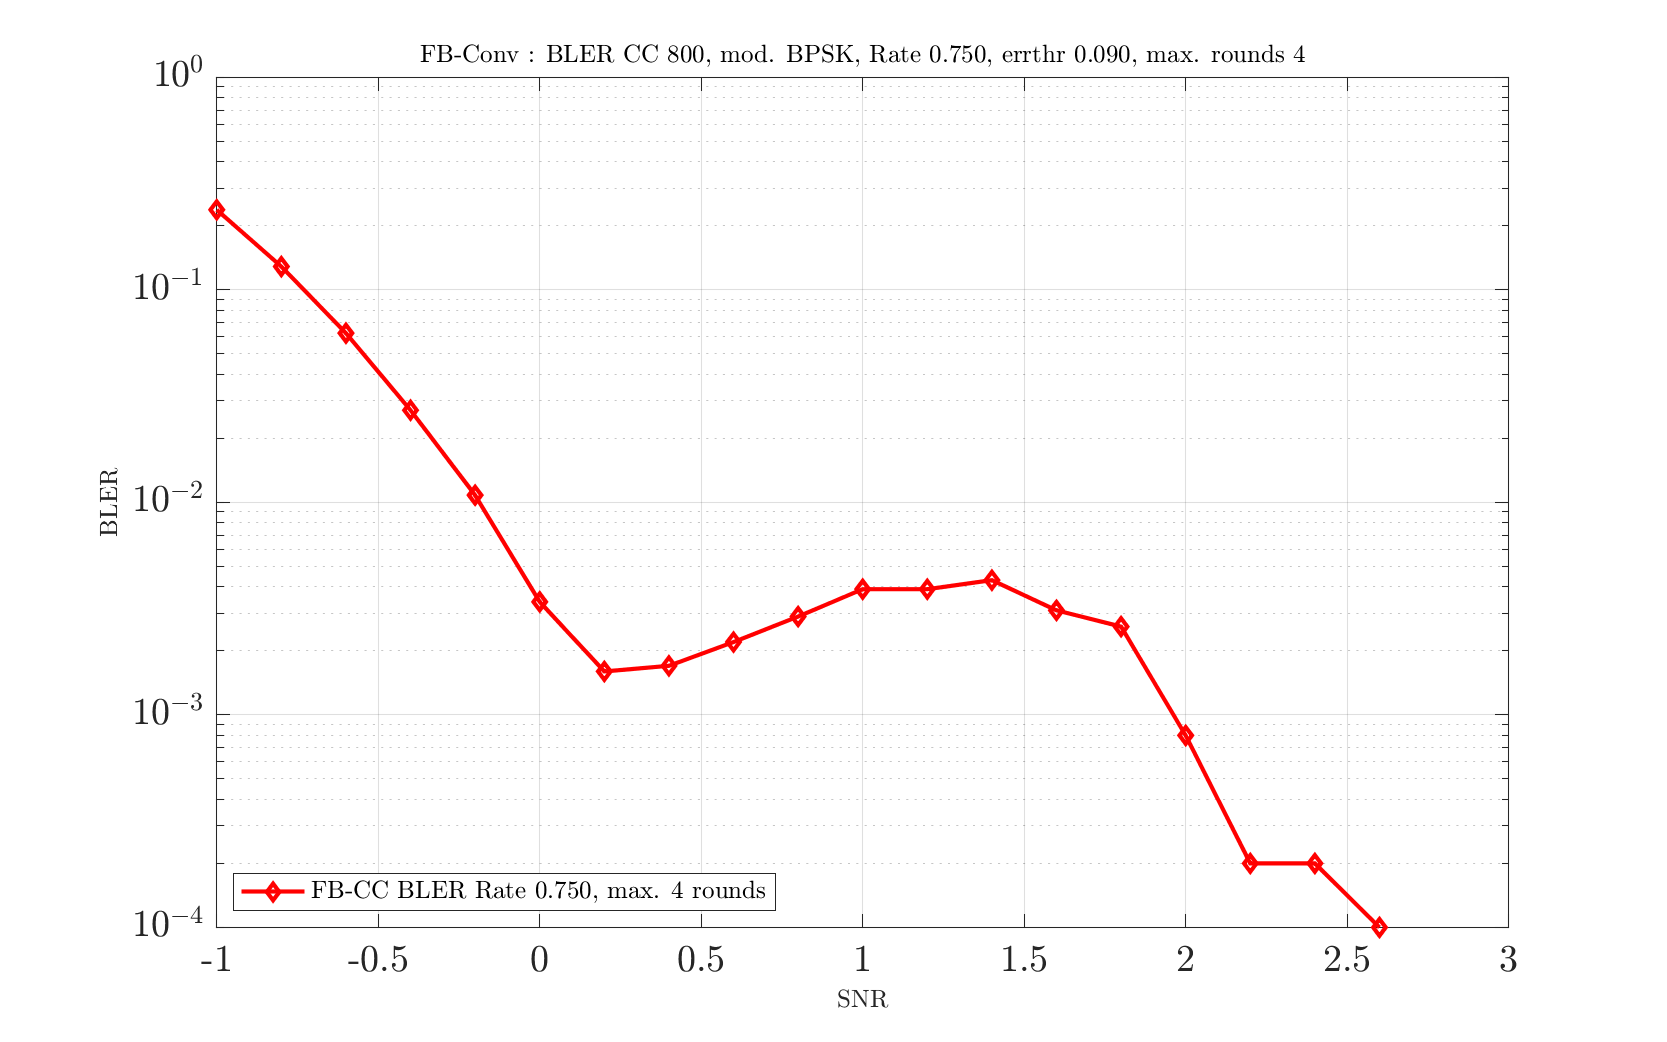 FB-Conv : BLER CC 800, mod. BPSK, Rate 0.750, errthr 0.090, max. rounds 4
10^0
10^-1
10^-2
10^-3
10^-4
BLER
FB-CC BLER Rate 0.750, max. 4 rounds
-1 -0.5 0 0.5 1 1.5 2 2.5 3
SNR